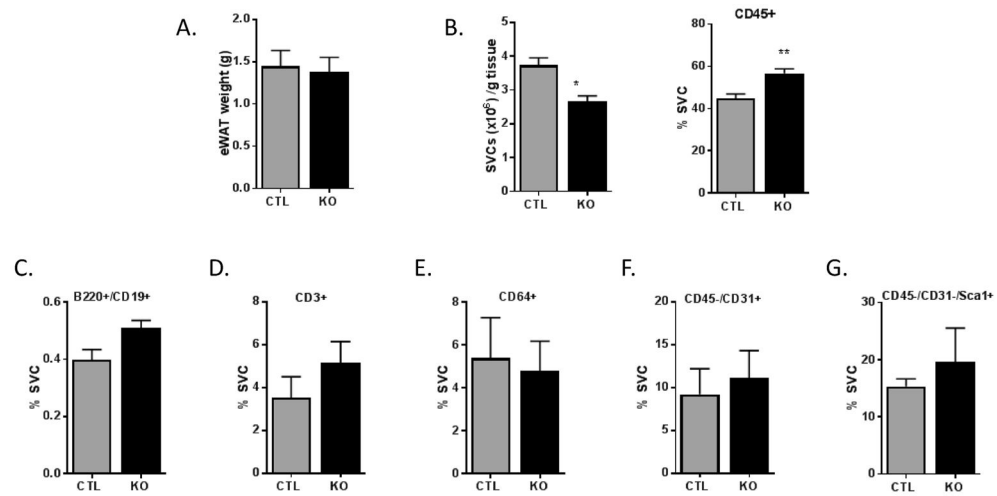 A.
eWAT weight (g)
2.0
1.5
1.0
0.5
0.0
CTL KO
B.
SVCs (x10⁶) /g tissue
5
4
3
2
1
0
*
CTL KO
CD45+
% SVC
80
60
40
20
0
**
CTL KO
C.
B220+/CD19+
% SVC
0.6
0.4
0.2
0.0
CTL KO
D.
CD3+
% SVC
8
6
4
2
0
CTL KO
E.
CD64+
% SVC
8
6
4
2
0
CTL KO
F.
CD45-/CD31+
% SVC
20
15
10
5
0
CTL KO
G.
CD45-/CD31-/Sca1+
% SVC
30
20
10
0
CTL KO